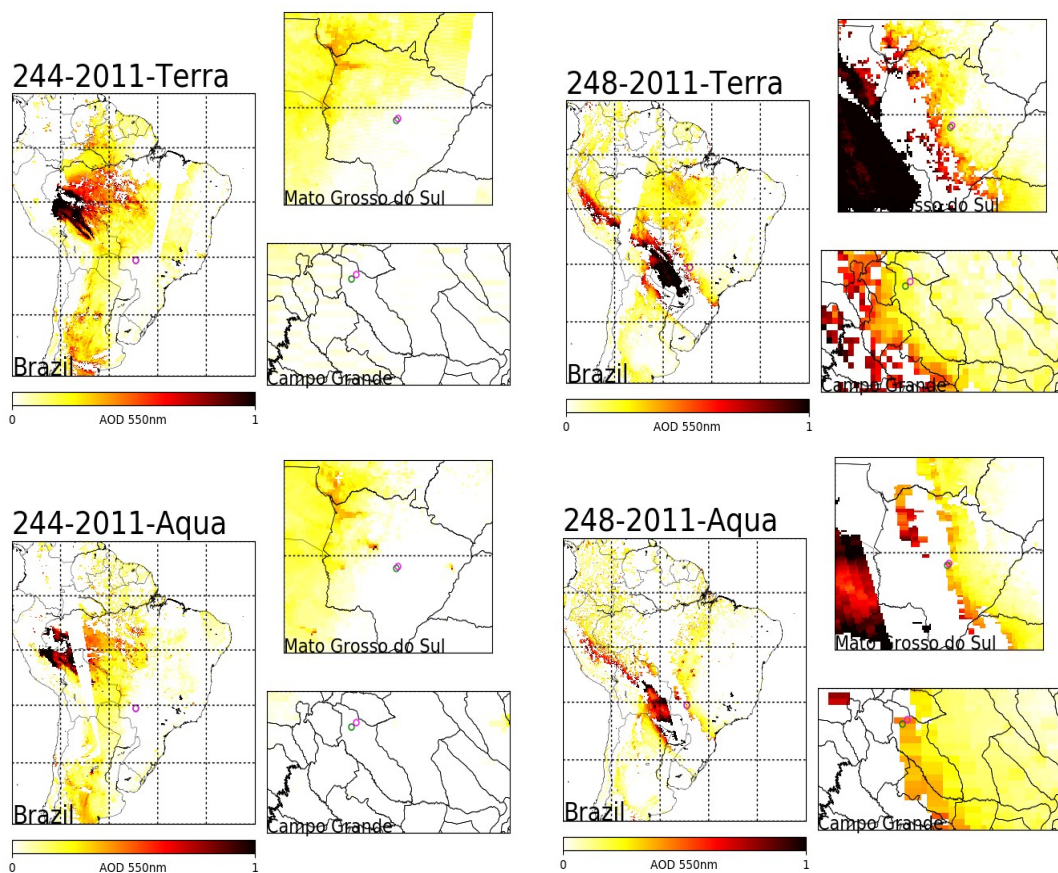 244-2011-Terra
Brazil
0 AOD 550nm 1
Mato Grosso do Sul
Campo Grande
248-2011-Terra
Brazil
0 AOD 550nm 1
osso do Sul
Campo Grande
244-2011-Aqua
Brazil
0 AOD 550nm 1
Mato Grosso do Sul
Campo Grande
248-2011-Aqua
Brazil
0 AOD 550nm 1
Mato Grosso do Sul
Campo Grande